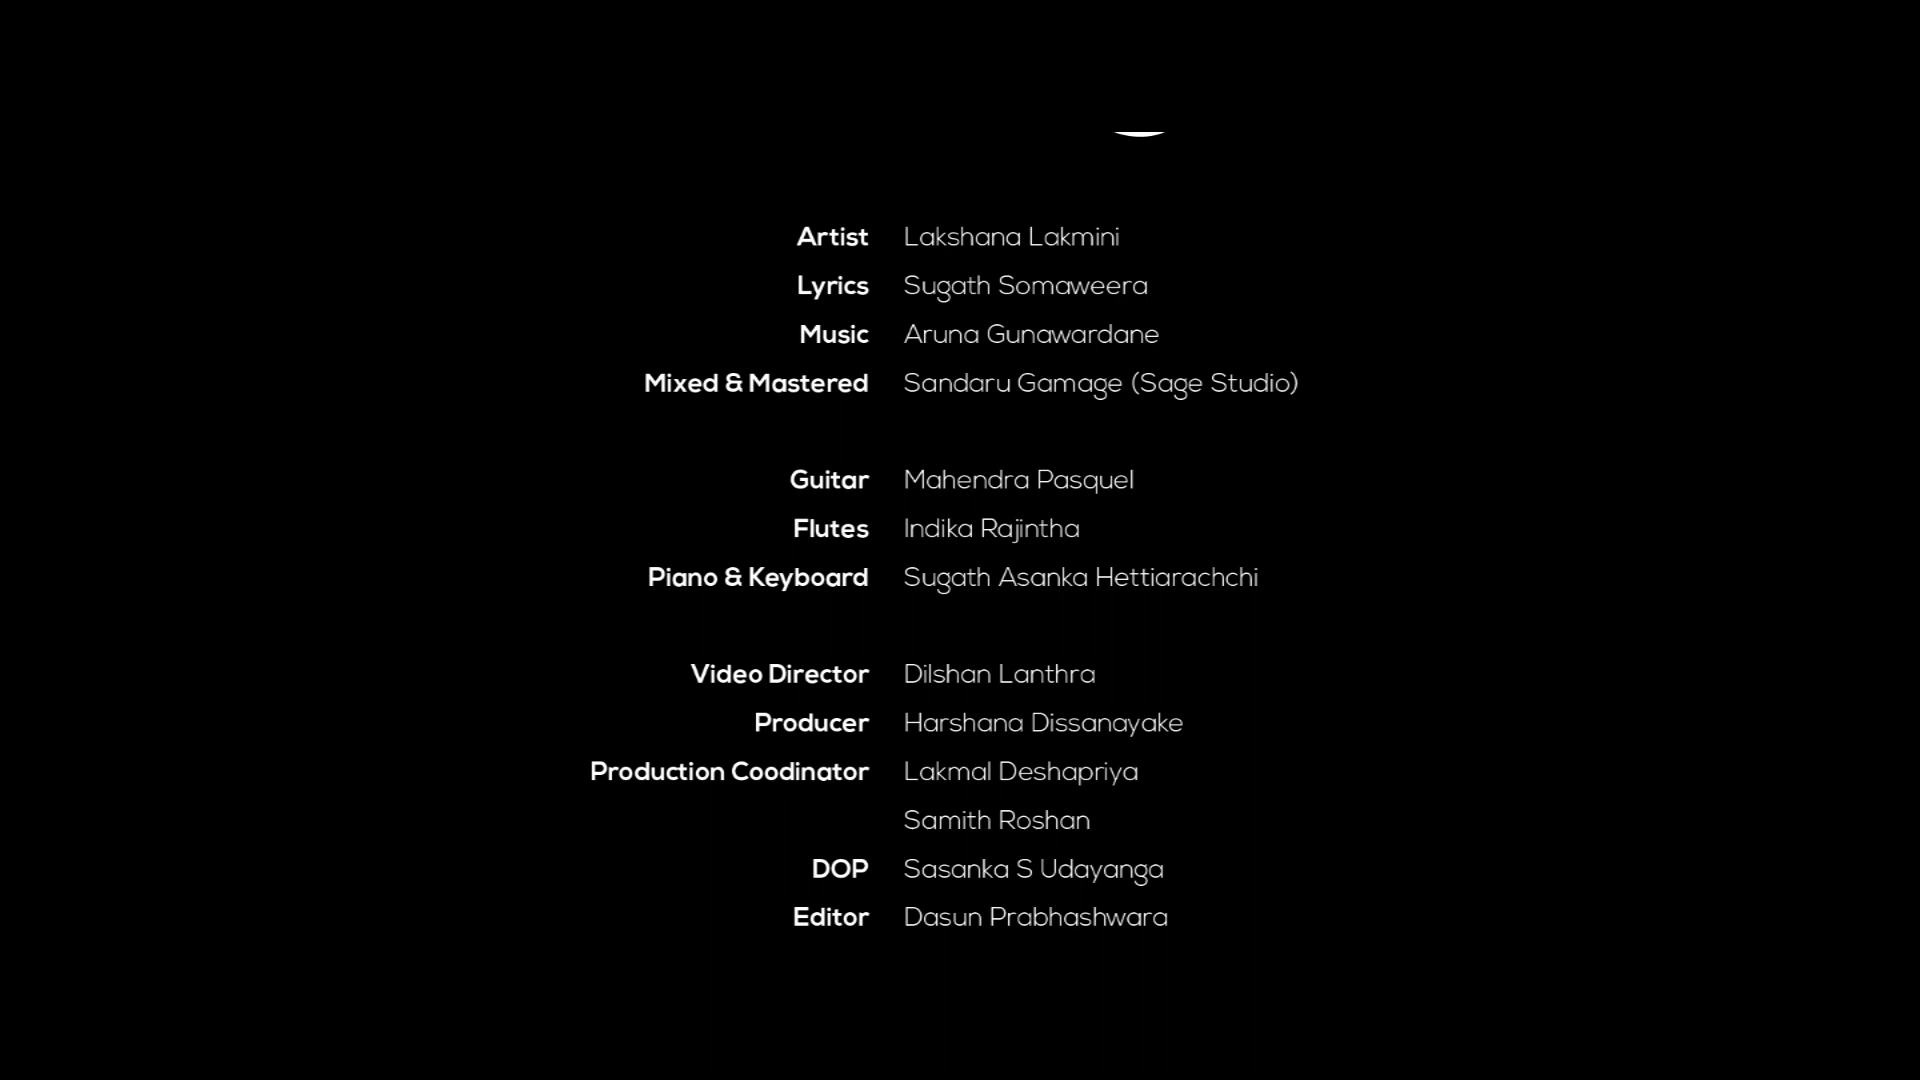 Artist Lakshana Lakmini
Lyrics Sugath Somaweera
Music Aruna Gunawardane
Mixed & Mastered Sandaru Gamage (Sage Studio)
Guitar Mahendra Pasquel
Flutes Indika Rajintha
Piano & Keyboard Sugath Asanka Hettiarachchi
Video Director Dilshan Lanthra
Producer Harshana Dissanayake
Production Coodinator Lakmal Deshapriya
Samith Roshan
DOP Sasanka S Udayanga
Editor Dasun Prabhashwara